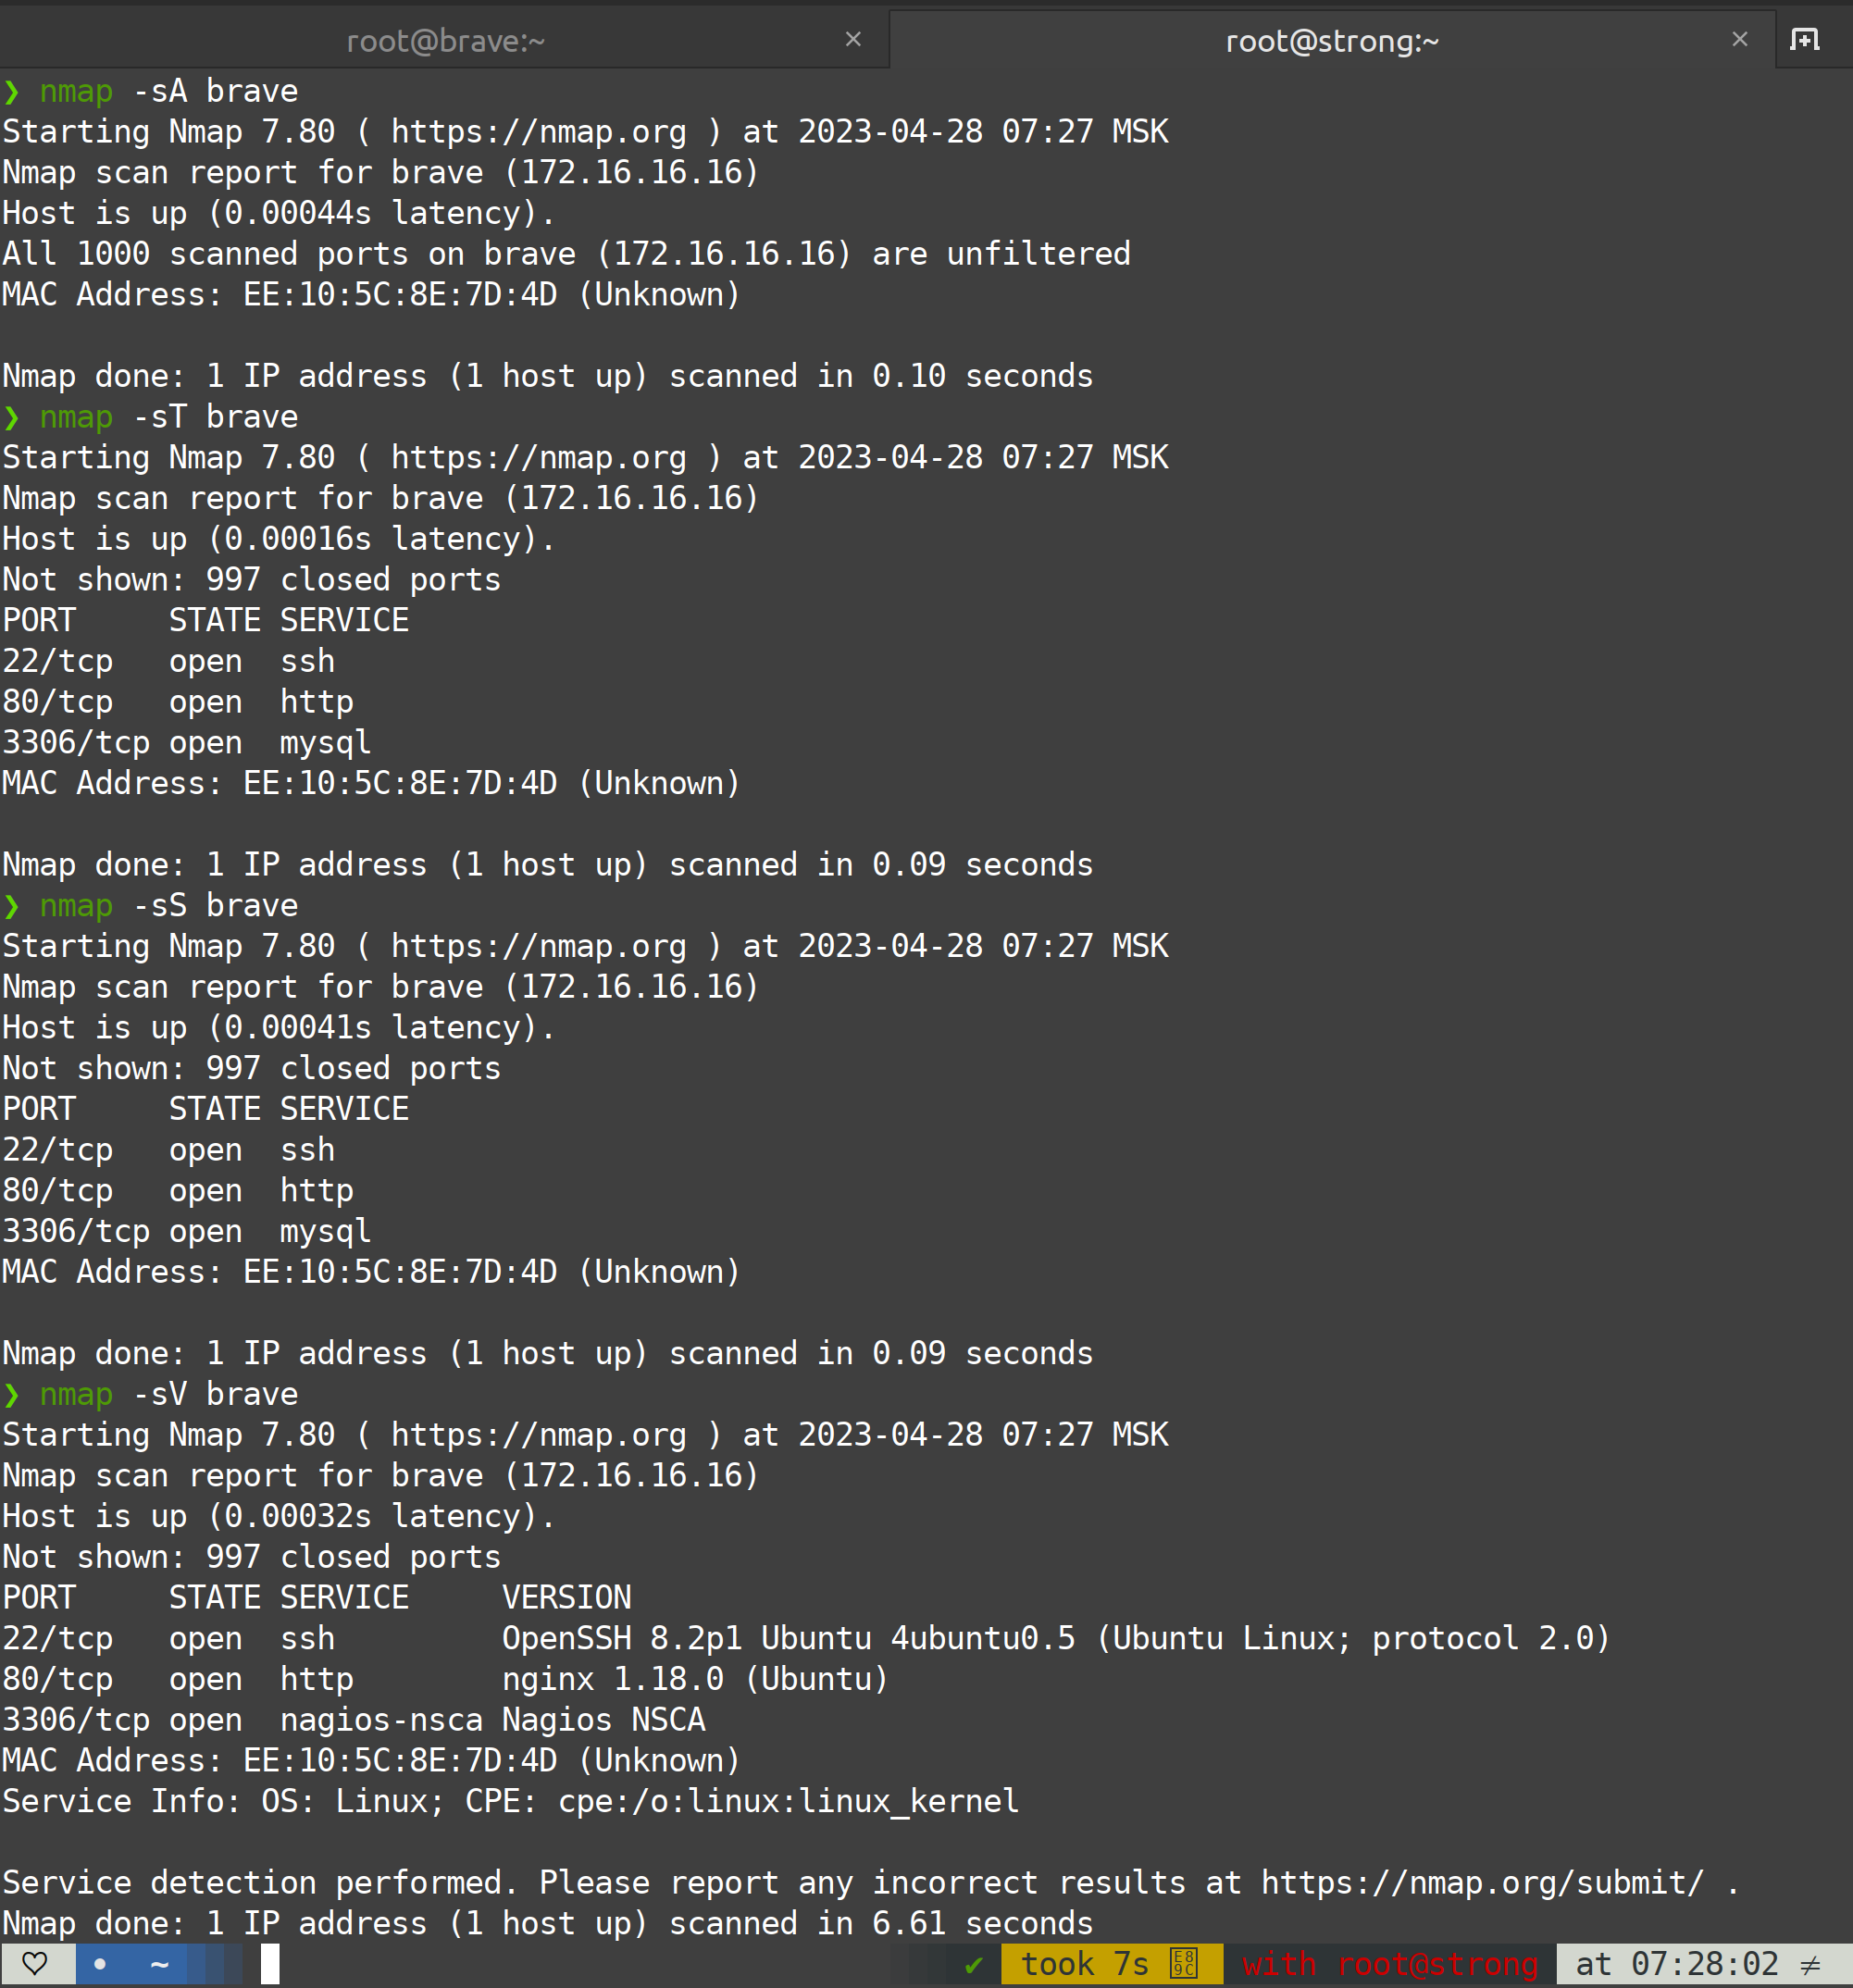 root@brave:~ × root@strong:~ ×
❯ nmap -sA brave
Starting Nmap 7.80 ( https://nmap.org ) at 2023-04-28 07:27 MSK
Nmap scan report for brave (172.16.16.16)
Host is up (0.00044s latency).
All 1000 scanned ports on brave (172.16.16.16) are unfiltered
MAC Address: EE:10:5C:8E:7D:4D (Unknown)
Nmap done: 1 IP address (1 host up) scanned in 0.10 seconds
❯ nmap -sT brave
Starting Nmap 7.80 ( https://nmap.org ) at 2023-04-28 07:27 MSK
Nmap scan report for brave (172.16.16.16)
Host is up (0.00016s latency).
Not shown: 997 closed ports
PORT     STATE SERVICE
22/tcp   open  ssh
80/tcp   open  http
3306/tcp open  mysql
MAC Address: EE:10:5C:8E:7D:4D (Unknown)
Nmap done: 1 IP address (1 host up) scanned in 0.09 seconds
❯ nmap -sS brave
Starting Nmap 7.80 ( https://nmap.org ) at 2023-04-28 07:27 MSK
Nmap scan report for brave (172.16.16.16)
Host is up (0.00041s latency).
Not shown: 997 closed ports
PORT     STATE SERVICE
22/tcp   open  ssh
80/tcp   open  http
3306/tcp open  mysql
MAC Address: EE:10:5C:8E:7D:4D (Unknown)
Nmap done: 1 IP address (1 host up) scanned in 0.09 seconds
❯ nmap -sV brave
Starting Nmap 7.80 ( https://nmap.org ) at 2023-04-28 07:27 MSK
Nmap scan report for brave (172.16.16.16)
Host is up (0.00032s latency).
Not shown: 997 closed ports
PORT     STATE SERVICE     VERSION
22/tcp   open  ssh         OpenSSH 8.2p1 Ubuntu 4ubuntu0.5 (Ubuntu Linux; protocol 2.0)
80/tcp   open  http        nginx 1.18.0 (Ubuntu)
3306/tcp open  nagios-nsca Nagios NSCA
MAC Address: EE:10:5C:8E:7D:4D (Unknown)
Service Info: OS: Linux; CPE: cpe:/o:linux:linux_kernel
Service detection performed. Please report any incorrect results at https://nmap.org/submit/ .
Nmap done: 1 IP address (1 host up) scanned in 6.61 seconds
♡ • ~ ✔ took 7s E89C with root@strong at 07:28:02 ≠